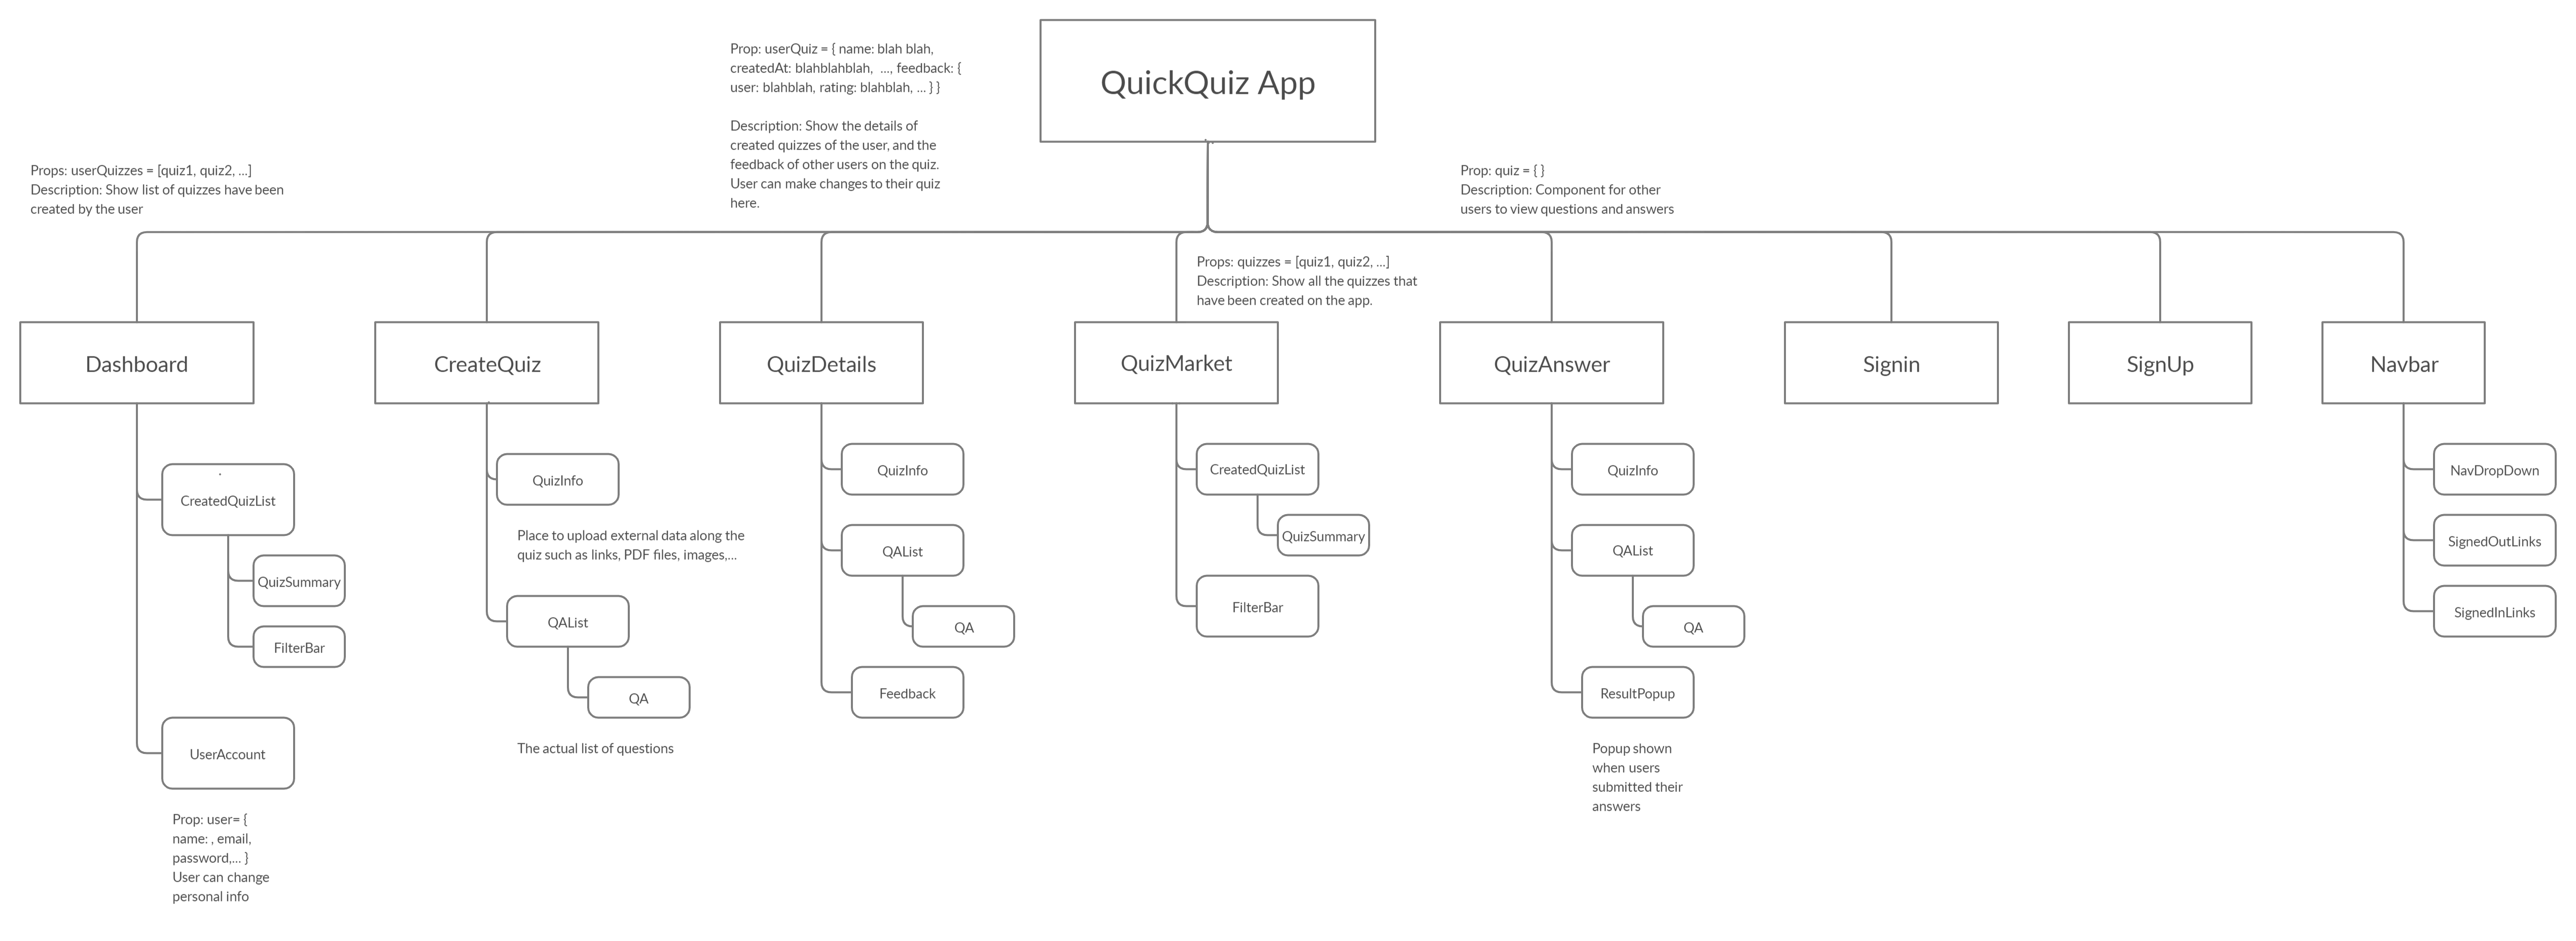 QuickQuiz App
Prop: userQuiz = { name: blah blah,
createdAt: blahblahblah,  ..., feedback: {
user: blahblah, rating: blahblah, ... } }
Description: Show the details of
created quizzes of the user, and the
feedback of other users on the quiz.
User can make changes to their quiz
here.
Props: userQuizzes = [quiz1, quiz2, ...]
Description: Show list of quizzes have been
created by the user
Prop: quiz = { }
Description: Component for other
users to view questions and answers
Props: quizzes = [quiz1, quiz2, ...]
Description: Show all the quizzes that
have been created on the app.
Dashboard
CreateQuiz
QuizDetails
QuizMarket
QuizAnswer
Signin
SignUp
Navbar
CreatedQuizList
QuizSummary
FilterBar
UserAccount
Prop: user= {
name: , email,
password,... }
User can change
personal info
QuizInfo
Place to upload external data along the
quiz such as links, PDF files, images,...
QAList
QA
The actual list of questions
QuizInfo
QAList
QA
Feedback
CreatedQuizList
QuizSummary
FilterBar
QuizInfo
QAList
QA
ResultPopup
Popup shown
when users
submitted their
answers
NavDropDown
SignedOutLinks
SignedInLinks